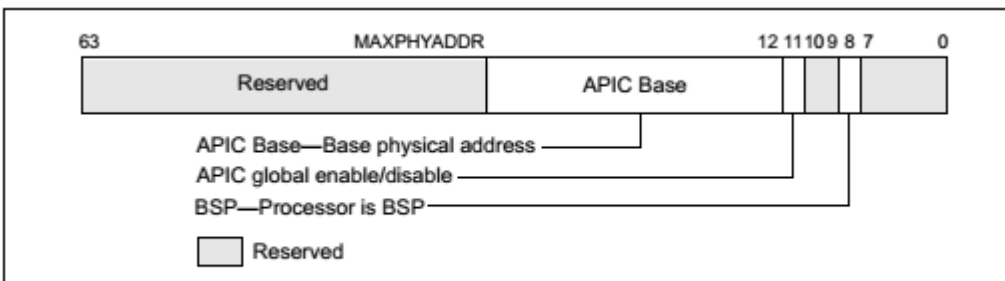 63 MAXPHYADDR 12 11 10 9 8 7 0
Reserved APIC Base
APIC Base—Base physical address
APIC global enable/disable
BSP—Processor is BSP
Reserved